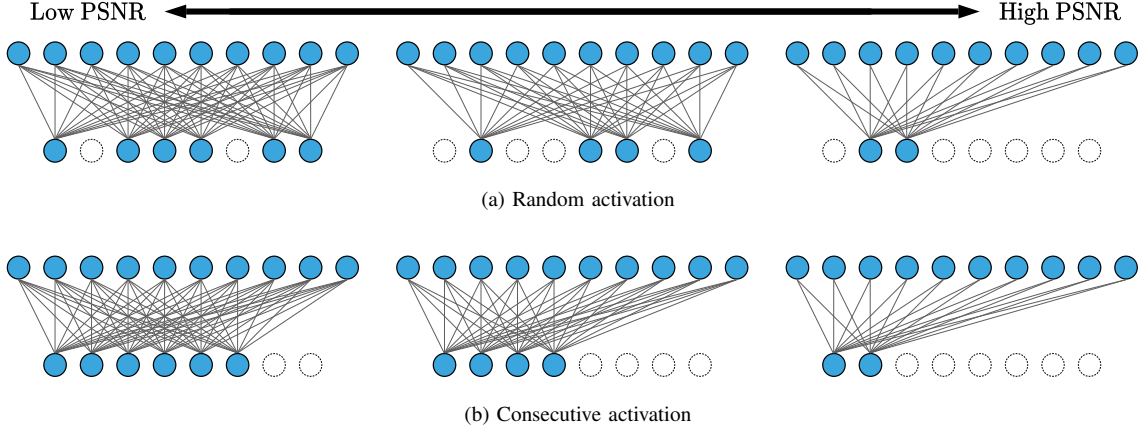 Low PSNR High PSNR
(a) Random activation
(b) Consecutive activation